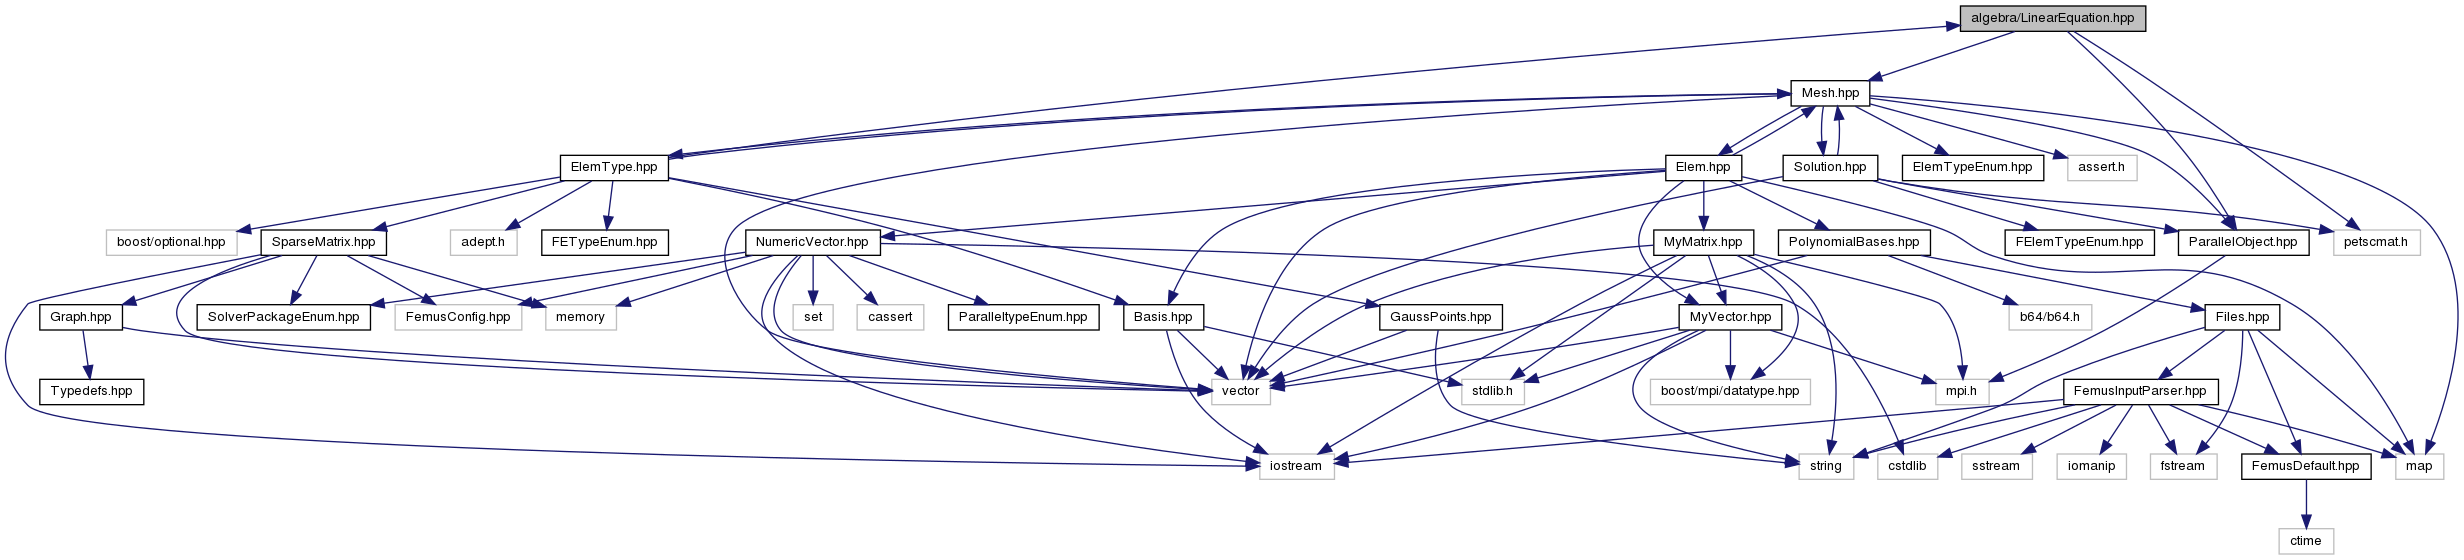 algebra/LinearEquation.hpp
Mesh.hpp
ElemType.hpp
Elem.hpp
Solution.hpp
ElemTypeEnum.hpp
assert.h
boost/optional.hpp
SparseMatrix.hpp
adept.h
FETypeEnum.hpp
NumericVector.hpp
MyMatrix.hpp
PolynomialBases.hpp
FElemTypeEnum.hpp
ParallelObject.hpp
petscmat.h
Graph.hpp
SolverPackageEnum.hpp
FemusConfig.hpp
memory
set
cassert
ParalleltypeEnum.hpp
Basis.hpp
GaussPoints.hpp
MyVector.hpp
b64/b64.h
Files.hpp
Typedefs.hpp
vector
stdlib.h
boost/mpi/datatype.hpp
mpi.h
FemusInputParser.hpp
iostream
string
cstdlib
sstream
iomanip
fstream
FemusDefault.hpp
map
ctime